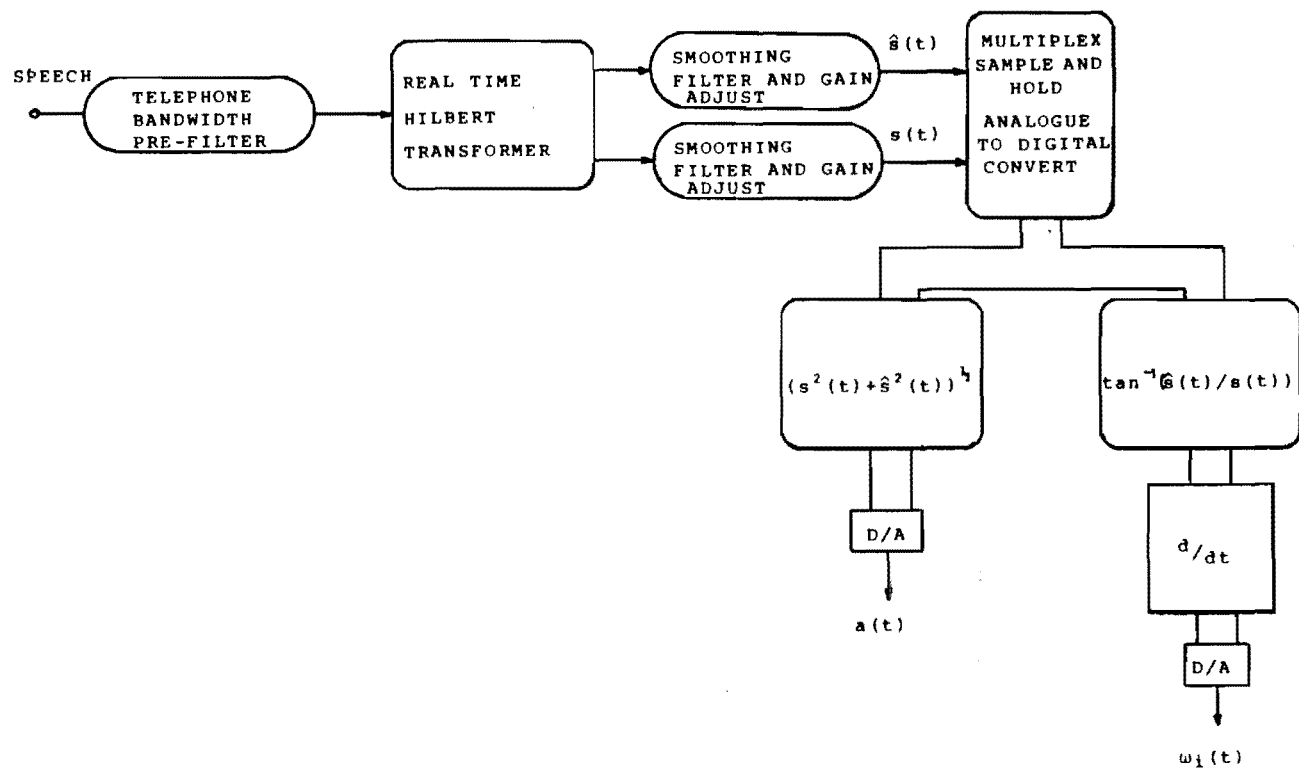 SPEECH
TELEPHONE
BANDWIDTH
PRE-FILTER
REAL TIME
HILBERT
TRANSFORMER
SMOOTHING
FILTER AND GAIN
ADJUST
ŝ(t)
SMOOTHING
FILTER AND GAIN
ADJUST
s(t)
MULTIPLEX
SAMPLE AND
HOLD
ANALOGUE
TO DIGITAL
CONVERT
(s²(t)+ŝ²(t))^½
tan⁻¹(ŝ(t)/s(t))
D/A
a(t)
d/dt
D/A
ωi(t)